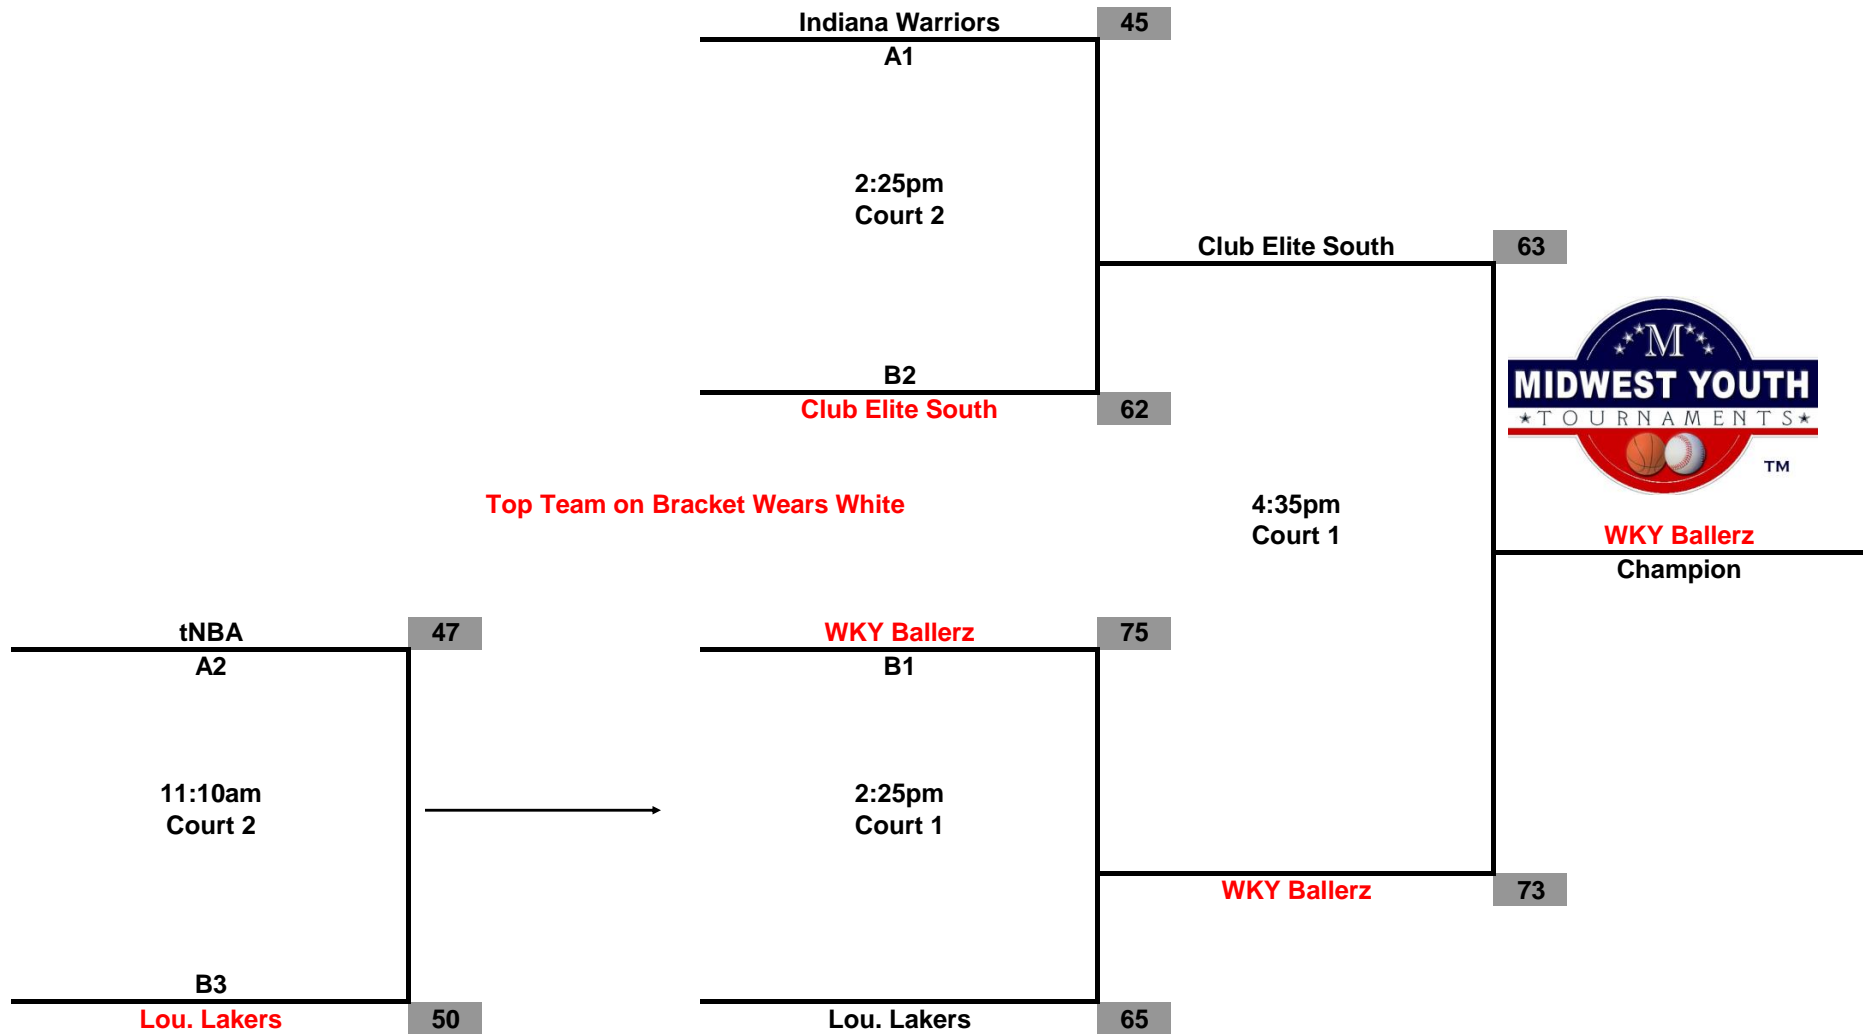 Indiana Warriors 45
A1
2:25pm
Court 2
Club Elite South 63
B2
Club Elite South 62
M
MIDWEST YOUTH
TOURNAMENTS
TM
Top Team on Bracket Wears White
4:35pm
Court 1
WKY Ballerz
Champion
tNBA 47
A2
WKY Ballerz 75
B1
11:10am
Court 2
2:25pm
Court 1
WKY Ballerz 73
B3
Lou. Lakers 50
Lou. Lakers 65